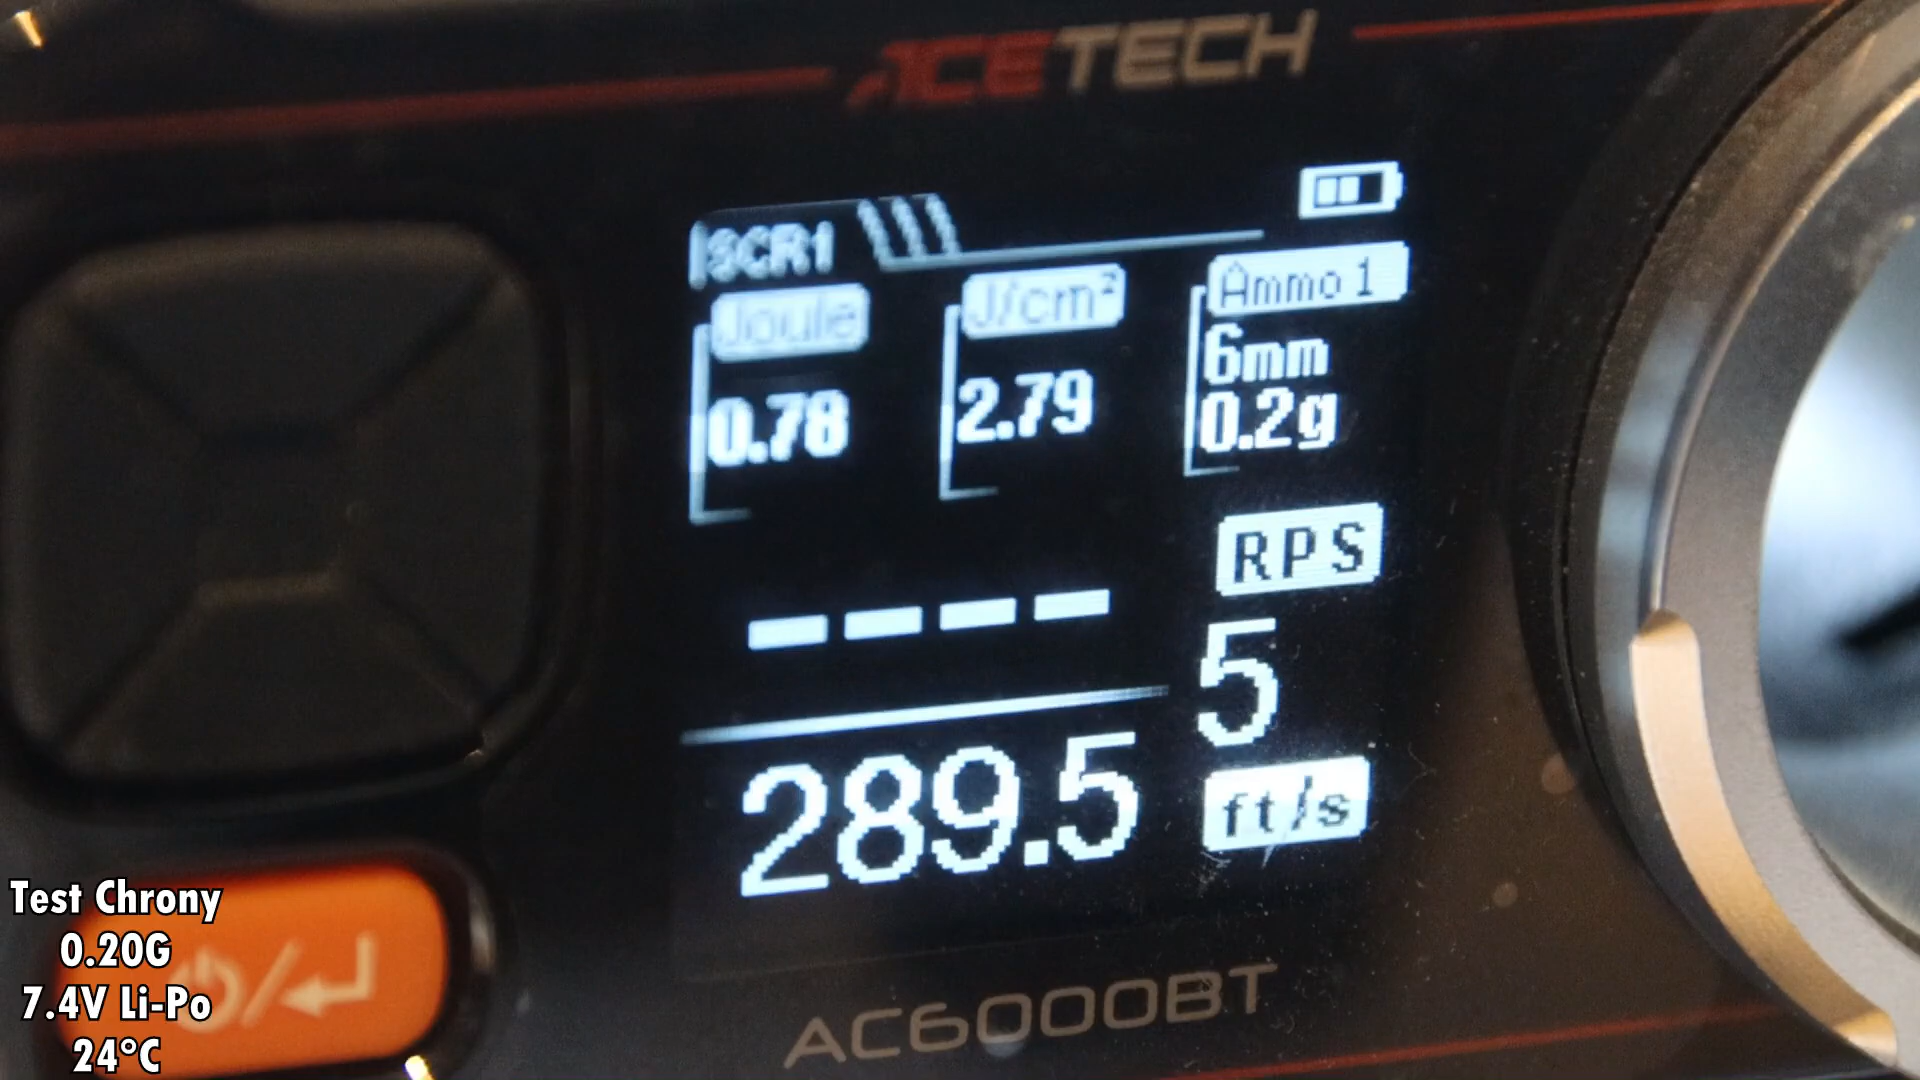 ACETECH
SCR1
Joule
J/cm²
Ammo 1
0.78
2.79
6mm
0.2g
RPS
5
----
289.5
ft/s
AC6000BT
Test Chrony
0.20G
7.4V Li-Po
24°C